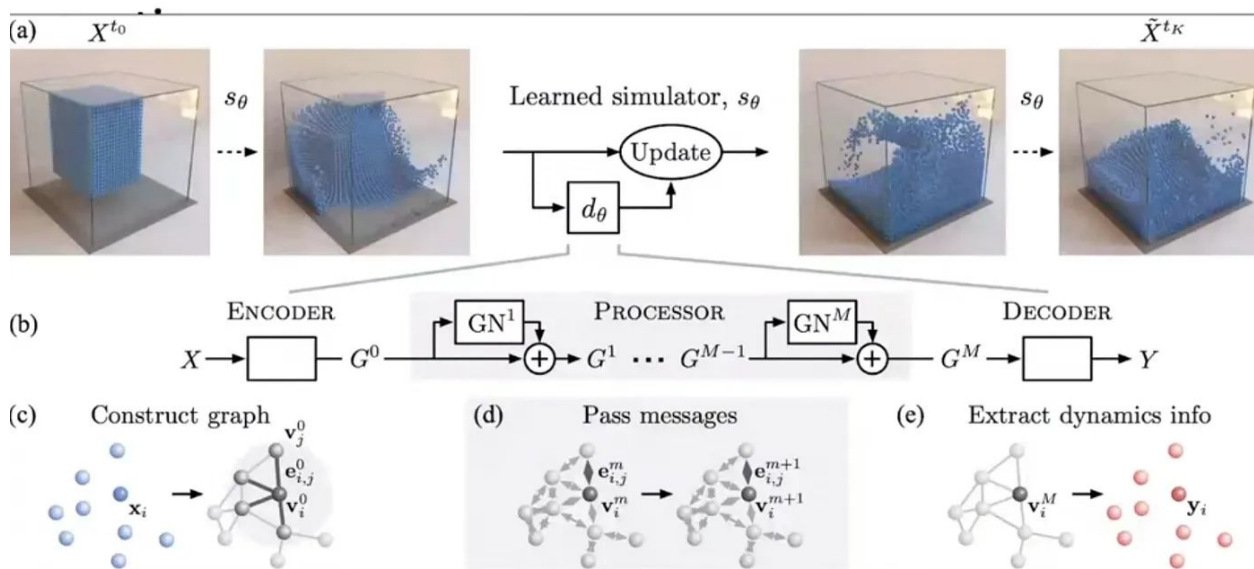 (a)
X^{t_0}
X̃^{t_K}
s_θ
Learned simulator, s_θ
s_θ
Update
d_θ
(b)
ENCODER
PROCESSOR
DECODER
GN^1
GN^M
X
G^0
+
G^1
...
G^{M-1}
+
G^M
Y
(c)
Construct graph
(d)
Pass messages
(e)
Extract dynamics info
v_j^0
e_{i,j}^0
x_i
v_i^0
e_{i,j}^m
v_i^m
e_{i,j}^{m+1}
v_i^{m+1}
v_i^M
y_i